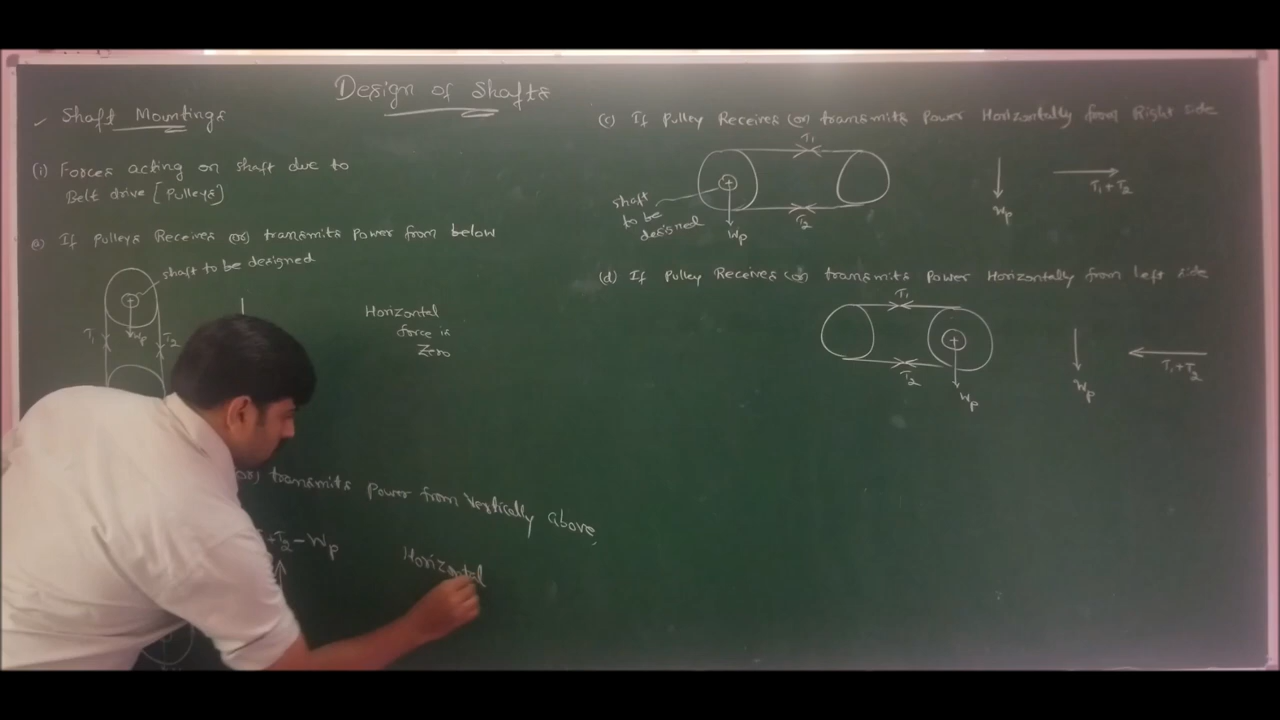 Design of Shafts
Shaft Mountings
(i) Forces acting on shaft due to
Belt drive [Pulleys]
a) If Pulleys Receives (or) transmits Power from below
shaft to be designed
T1
Wp
T2
Horizontal
force is
Zero
(or) transmits Power from Vertically above,
+T2-Wp
Horizontal
(c) If Pulley Receives (or) transmits Power Horizontally from Right side
T1
shaft
to be
designed
Wp
T2
Wp
T1+T2
(d) If Pulley Receives (or) transmits Power Horizontally from left side
T1
T2
Wp
Wp
T1+T2